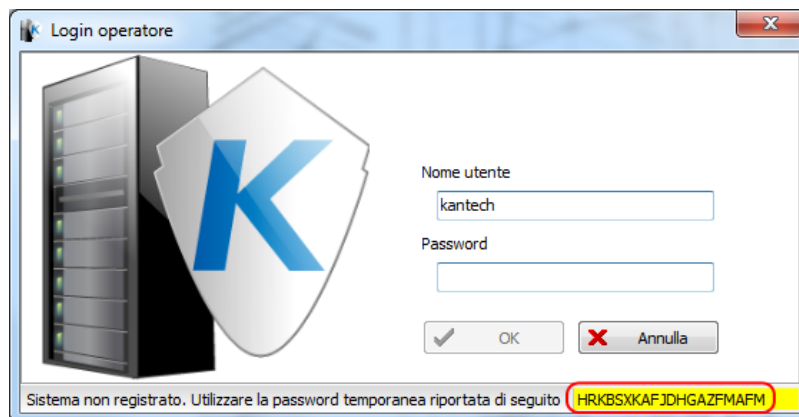 Login operatore
K
Nome utente
kantech
Password
OK
Annulla
Sistema non registrato. Utilizzare la password temporanea riportata di seguito HRKBSXKAFJDHGAZFMAFM